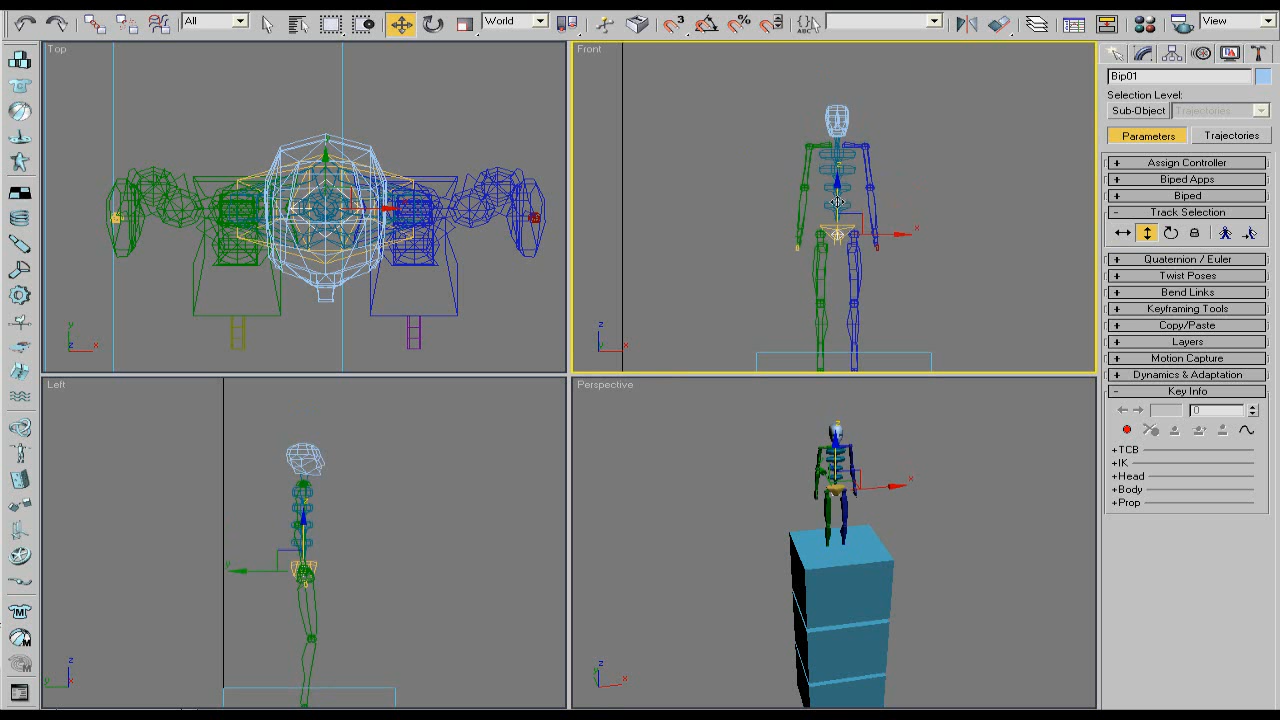 All
World
3
%
ABC
View
Top
Front
Bip01
Selection Level:
Sub-Object Trajectories
Parameters Trajectories
+ Assign Controller
+ Biped Apps
+ Biped
- Track Selection
+ Quaternion / Euler
+ Twist Poses
+ Bend Links
+ Keyframing Tools
+ Copy/Paste
+ Layers
+ Motion Capture
+ Dynamics & Adaptation
- Key Info
0
+TCB
+IK
+Head
+Body
+Prop
x
y
z
x
z
x
Left
Perspective
y
z
y
x
x
z
x
M
M